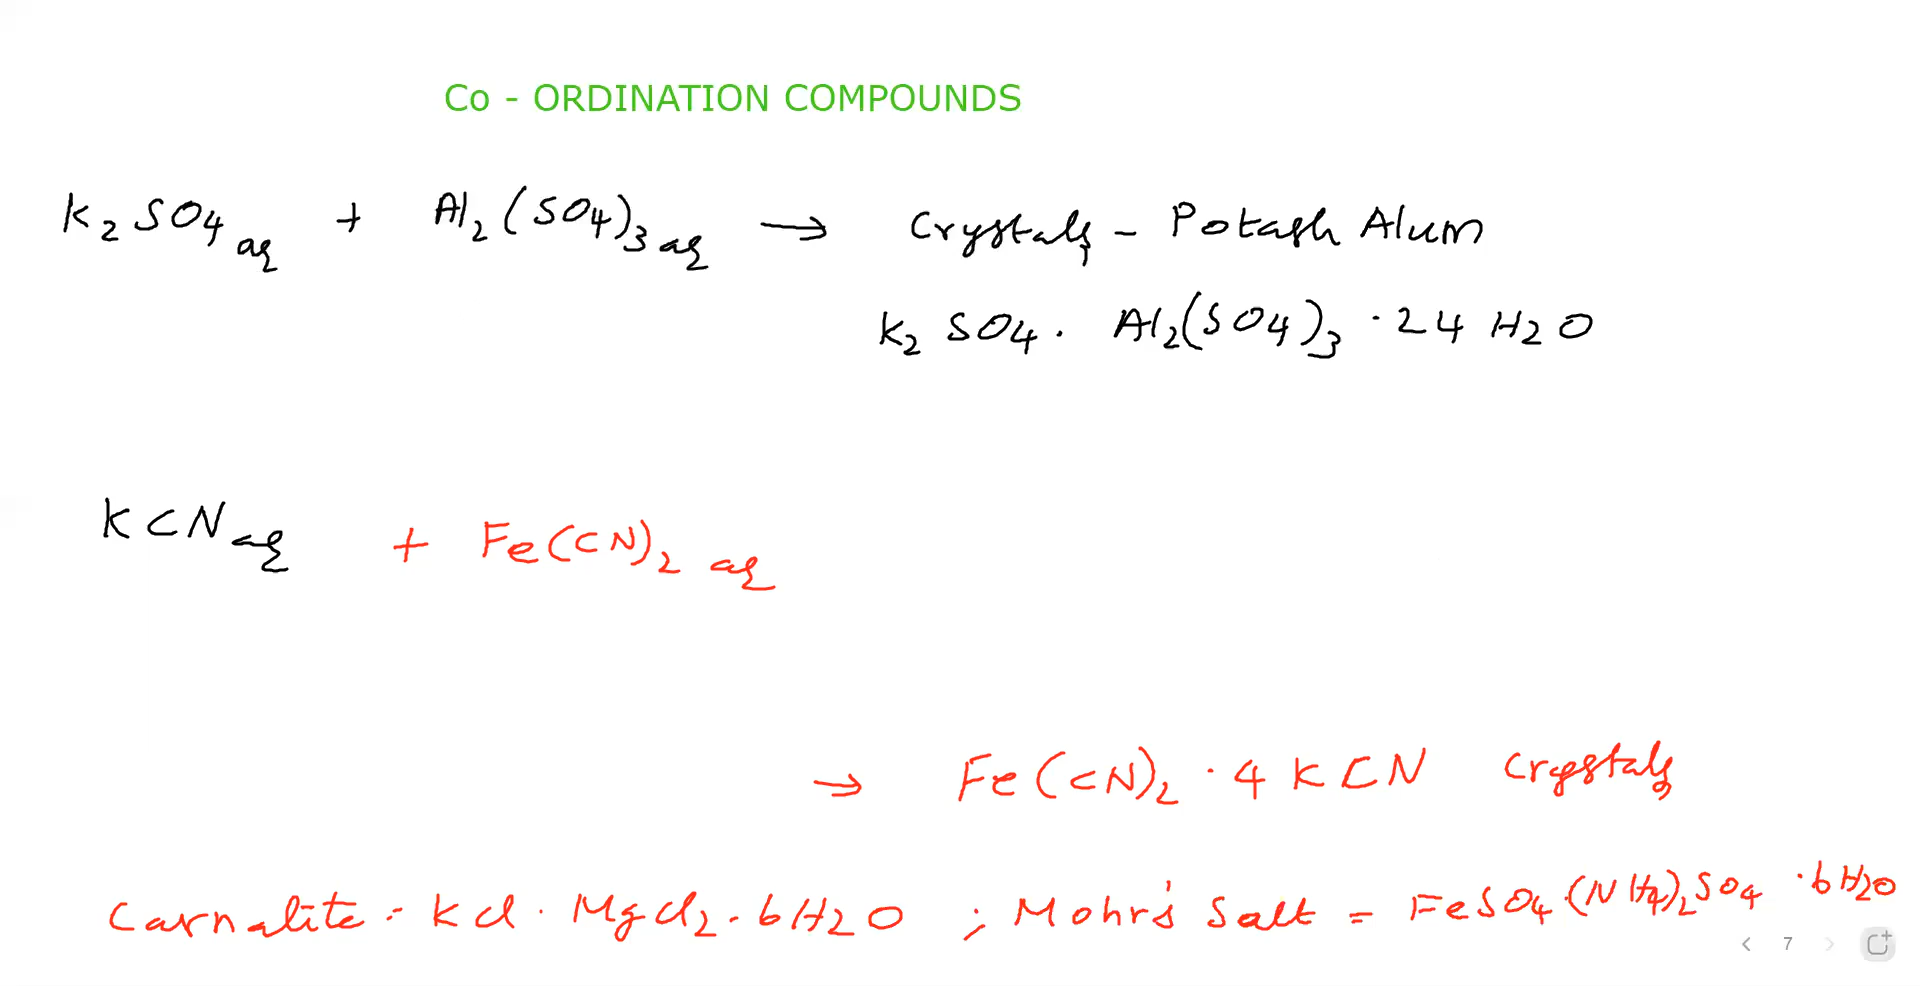 Co - ORDINATION COMPOUNDS
K2SO4 aq + Al2(SO4)3 aq → Crystals - Potash Alum
K2 SO4 . Al2(SO4)3 . 24 H2O
KCN aq + Fe(CN)2 aq
→ Fe(CN)2 . 4 KCN Crystals
Carnalite = KCl . MgCl2 . 6H2O ; Mohr's Salt = FeSO4 .(NH4)2SO4 . 6H2O
7